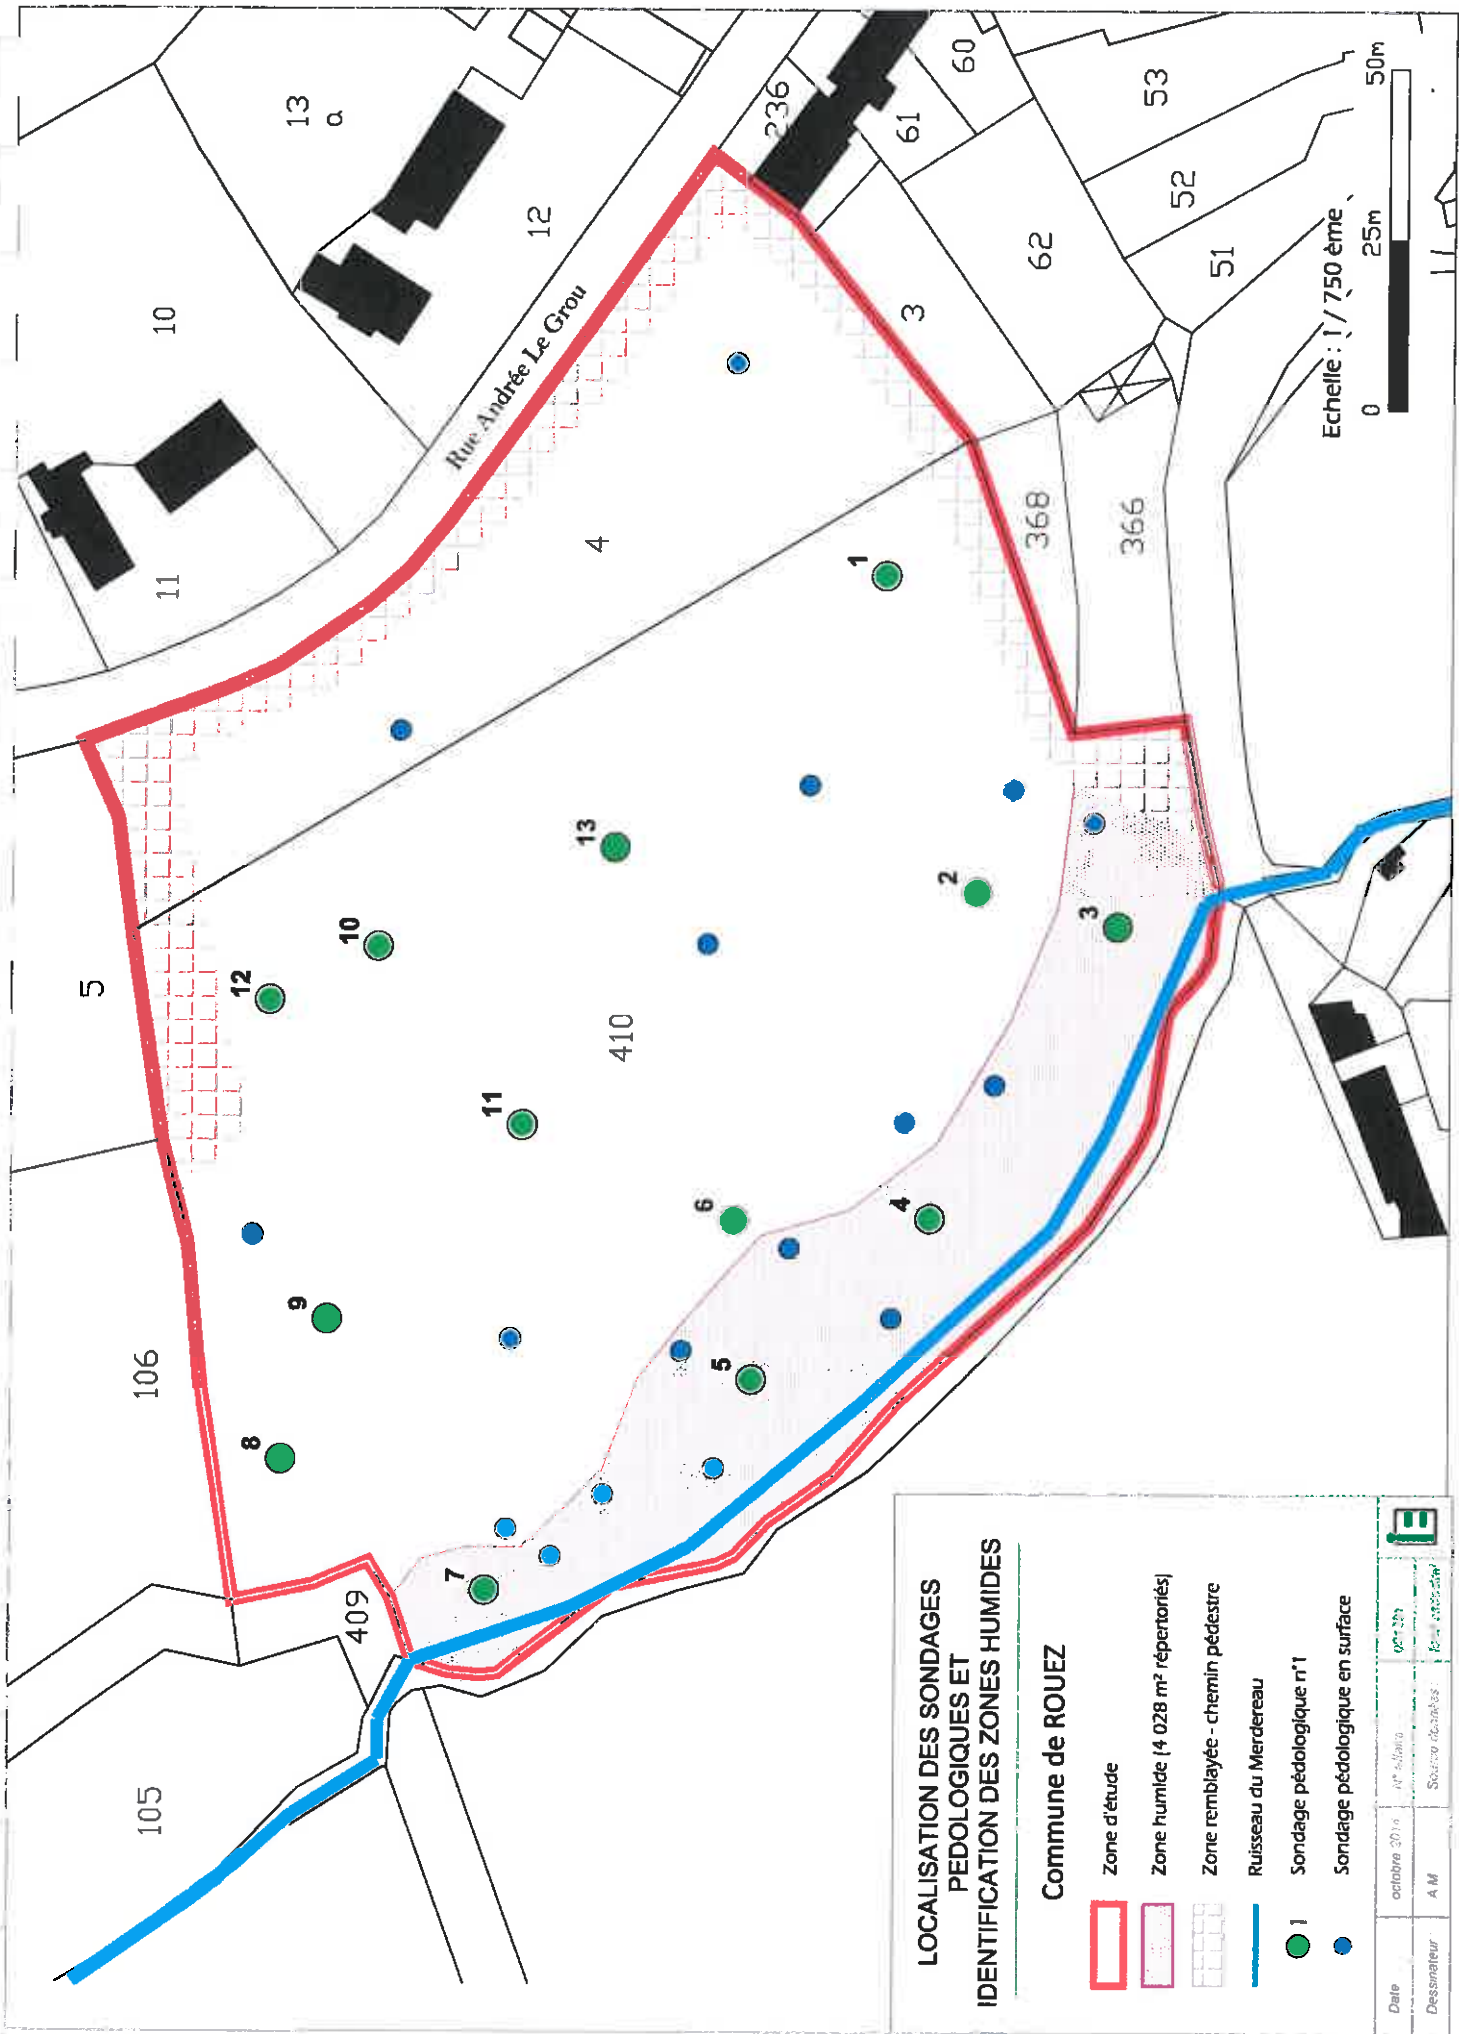 105
106
5
10
11
13
a
12
236
61
60
53
52
51
62
3
368
366
4
410
409
Rue Andrée Le Grou
1
2
3
4
5
6
7
8
9
10
11
12
13
Echelle : 1 / 750 ème
0 25m 50m
LOCALISATION DES SONDAGES
PEDOLOGIQUES ET
IDENTIFICATION DES ZONES HUMIDES
Commune de ROUEZ
Zone d'étude
Zone humide (4 028 m² répertoriés)
Zone remblayée - chemin pédestre
Ruisseau du Merdereau
1 Sondage pédologique n°1
Sondage pédologique en surface
Date octobre
Dessinateur A M